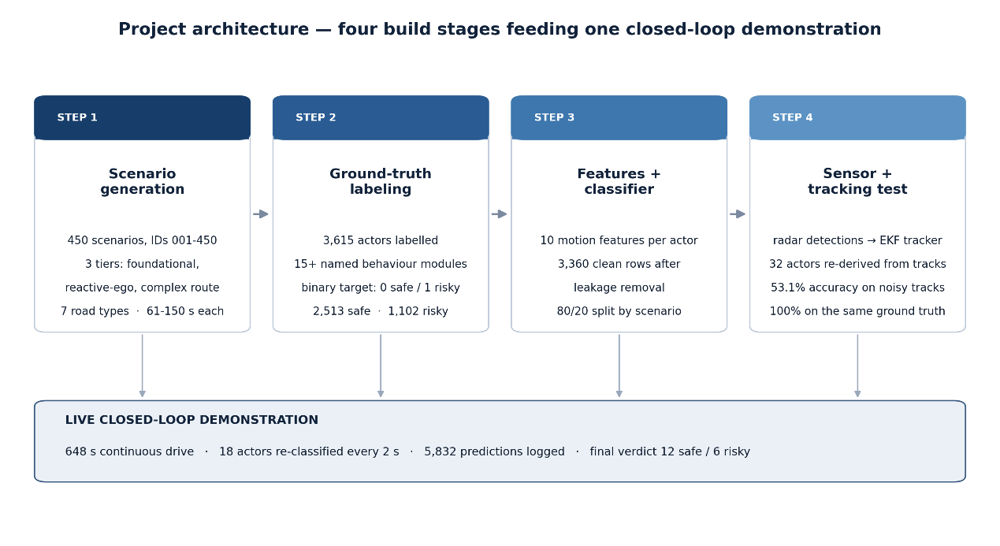 Project architecture — four build stages feeding one closed-loop demonstration
STEP 1
Scenario
generation
450 scenarios, IDs 001-450
3 tiers: foundational,
reactive-ego, complex route
7 road types · 61-150 s each
STEP 2
Ground-truth
labeling
3,615 actors labelled
15+ named behaviour modules
binary target: 0 safe / 1 risky
2,513 safe · 1,102 risky
STEP 3
Features +
classifier
10 motion features per actor
3,360 clean rows after
leakage removal
80/20 split by scenario
STEP 4
Sensor +
tracking test
radar detections → EKF tracker
32 actors re-derived from tracks
53.1% accuracy on noisy tracks
100% on the same ground truth
LIVE CLOSED-LOOP DEMONSTRATION
648 s continuous drive · 18 actors re-classified every 2 s · 5,832 predictions logged · final verdict 12 safe / 6 risky